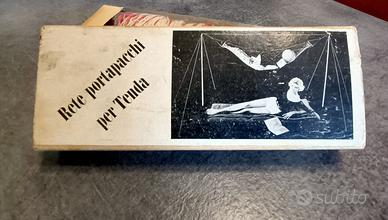 Rete portapacchi
per Tenda
subito